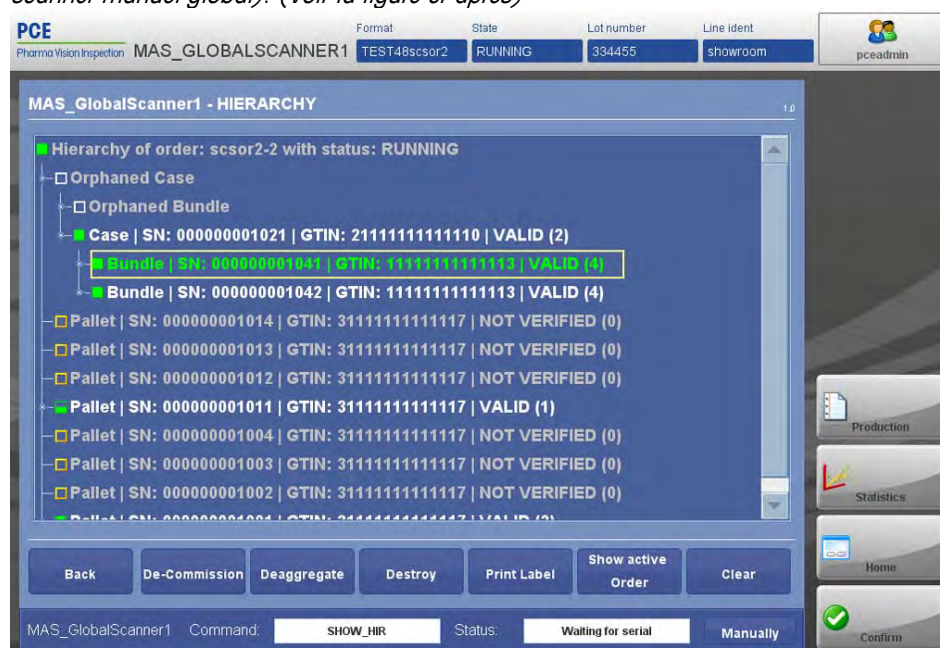 scanner manuel global). (Voir la figure ci-après)
PCE
Pharma Vision Inspection
MAS_GLOBALSCANNER1
Format
TEST48scsor2
State
RUNNING
Lot number
334455
Line ident
showroom
pceadmin
MAS_GlobalScanner1 - HIERARCHY
1.0
Hierarchy of order: scsor2-2 with status: RUNNING
Orphaned Case
Orphaned Bundle
Case | SN: 000000001021 | GTIN: 21111111111110 | VALID (2)
Bundle | SN: 000000001041 | GTIN: 11111111111113 | VALID (4)
Bundle | SN: 000000001042 | GTIN: 11111111111113 | VALID (4)
Pallet | SN: 000000001014 | GTIN: 31111111111117 | NOT VERIFIED (0)
Pallet | SN: 000000001013 | GTIN: 31111111111117 | NOT VERIFIED (0)
Pallet | SN: 000000001012 | GTIN: 31111111111117 | NOT VERIFIED (0)
Pallet | SN: 000000001011 | GTIN: 31111111111117 | VALID (1)
Pallet | SN: 000000001004 | GTIN: 31111111111117 | NOT VERIFIED (0)
Pallet | SN: 000000001003 | GTIN: 31111111111117 | NOT VERIFIED (0)
Pallet | SN: 000000001002 | GTIN: 31111111111117 | NOT VERIFIED (0)
Pallet | SN: 000000001001 | GTIN: 31111111111117 | VALID (2)
Production
Statistics
Home
Confirm
Back
De-Commission
Deaggregate
Destroy
Print Label
Show active
Order
Clear
MAS_GlobalScanner1
Command:
SHOW_HIR
Status:
Waiting for serial
Manually